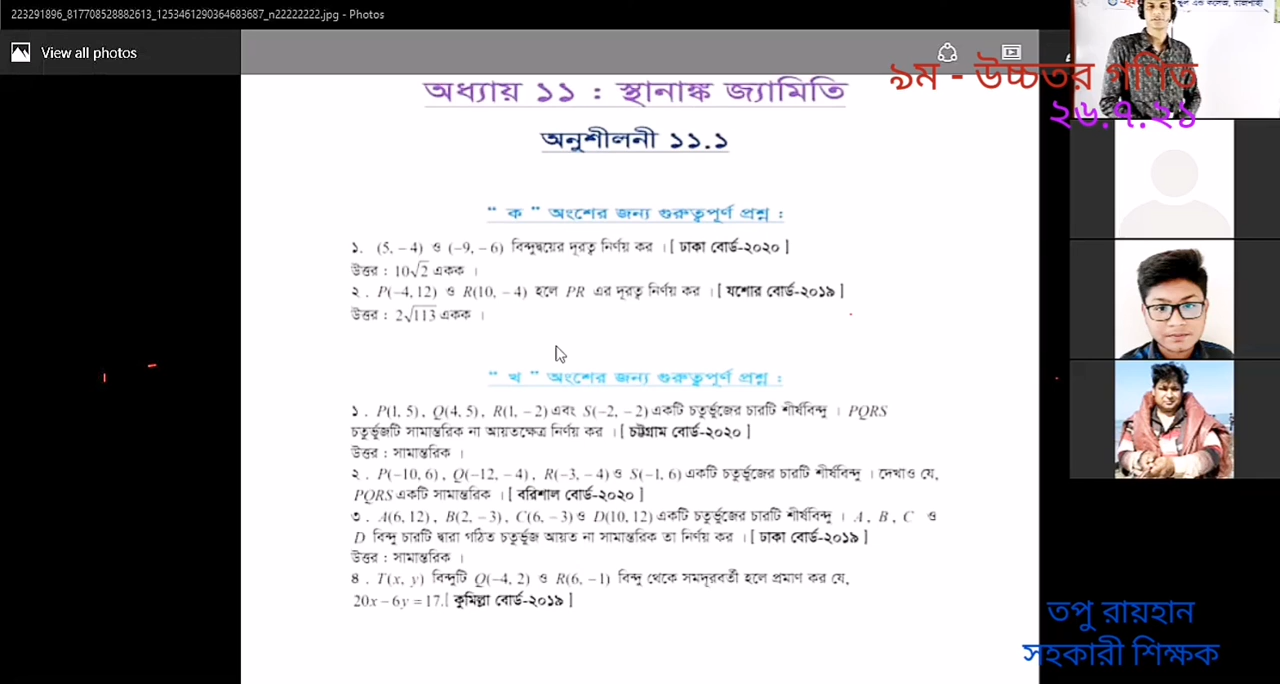 223291896_817708528882613_1253461290364683687_n22222222.jpg - Photos
View all photos
স্কুল এন্ড কলেজ, রাজশাহী
৯ম - উচ্চতর গণিত
২৬.৭.২১
অধ্যায় ১১ : স্থানাঙ্ক জ্যামিতি
অনুশীলনী ১১.১
“ ক ” অংশের জন্য গুরুত্বপূর্ণ প্রশ্ন :
১. (5, – 4) ও (–9, – 6) বিন্দুদ্বয়ের দূরত্ব নির্ণয় কর । [ ঢাকা বোর্ড-২০২০ ]
উত্তর : 10√2 একক ।
২ . P(–4, 12) ও R(10, – 4) হলে PR এর দূরত্ব নির্ণয় কর । [ যশোর বোর্ড-২০১৯ ]
উত্তর : 2√113 একক ।
“ খ ” অংশের জন্য গুরুত্বপূর্ণ প্রশ্ন :
১ . P(1, 5) , Q(4, 5) , R(1, – 2) এবং S(–2, –2) একটি চতুর্ভুজের চারটি শীর্ষবিন্দু । PQRS
চতুর্ভুজটি সামান্তরিক না আয়তক্ষেত্র নির্ণয় কর । [ চট্টগ্রাম বোর্ড-২০২০ ]
উত্তর : সামান্তরিক ।
২ . P(–10, 6) , Q(–12, –4) , R(–3, –4) ও S(–1, 6) একটি চতুর্ভুজের চারটি শীর্ষবিন্দু । দেখাও যে,
PQRS একটি সামান্তরিক । [ বরিশাল বোর্ড-২০২০ ]
৩ . A(6, 12) , B(2, –3) , C(6, –3) ও D(10, 12) একটি চতুর্ভুজের চারটি শীর্ষবিন্দু । A , B , C ও
D বিন্দু চারটি দ্বারা গঠিত চতুর্ভুজ আয়ত না সামান্তরিক তা নির্ণয় কর । [ ঢাকা বোর্ড-২০১৯ ]
উত্তর : সামান্তরিক ।
৪ . T(x, y) বিন্দুটি Q(–4, 2) ও R(6, –1) বিন্দু থেকে সমদূরবর্তী হলে প্রমাণ কর যে,
20x – 6y = 17.[ কুমিল্লা বোর্ড-২০১৯ ]
তপু রায়হান
সহকারী শিক্ষক